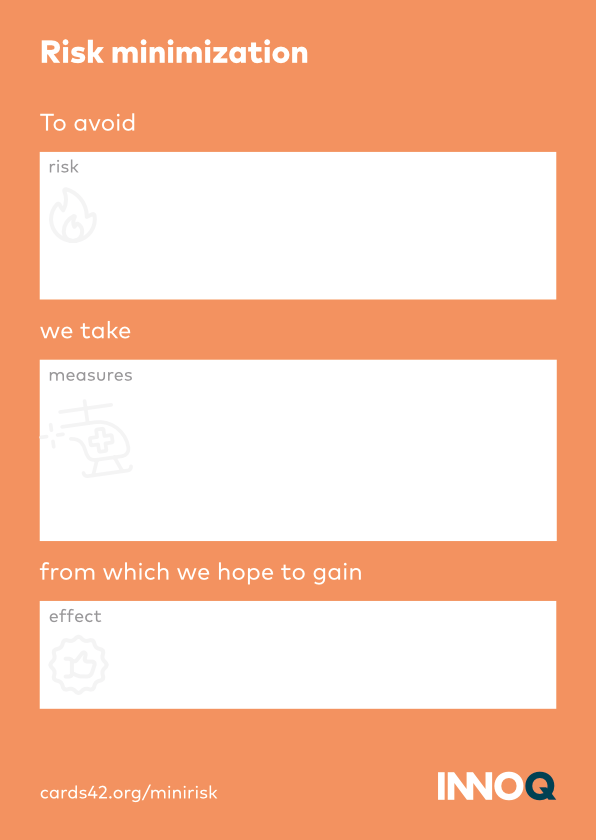 Risk minimization
To avoid
risk
we take
measures
from which we hope to gain
effect
cards42.org/minirisk
INNOQ